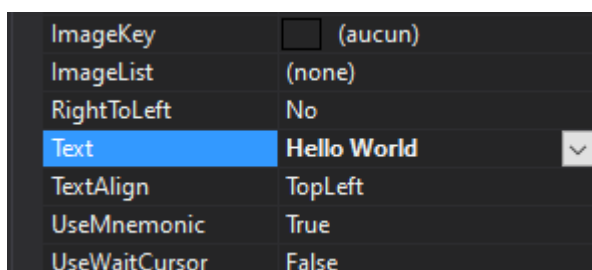 ImageKey (aucun)
ImageList (none)
RightToLeft No
Text Hello World
TextAlign TopLeft
UseMnemonic True
UseWaitCursor False